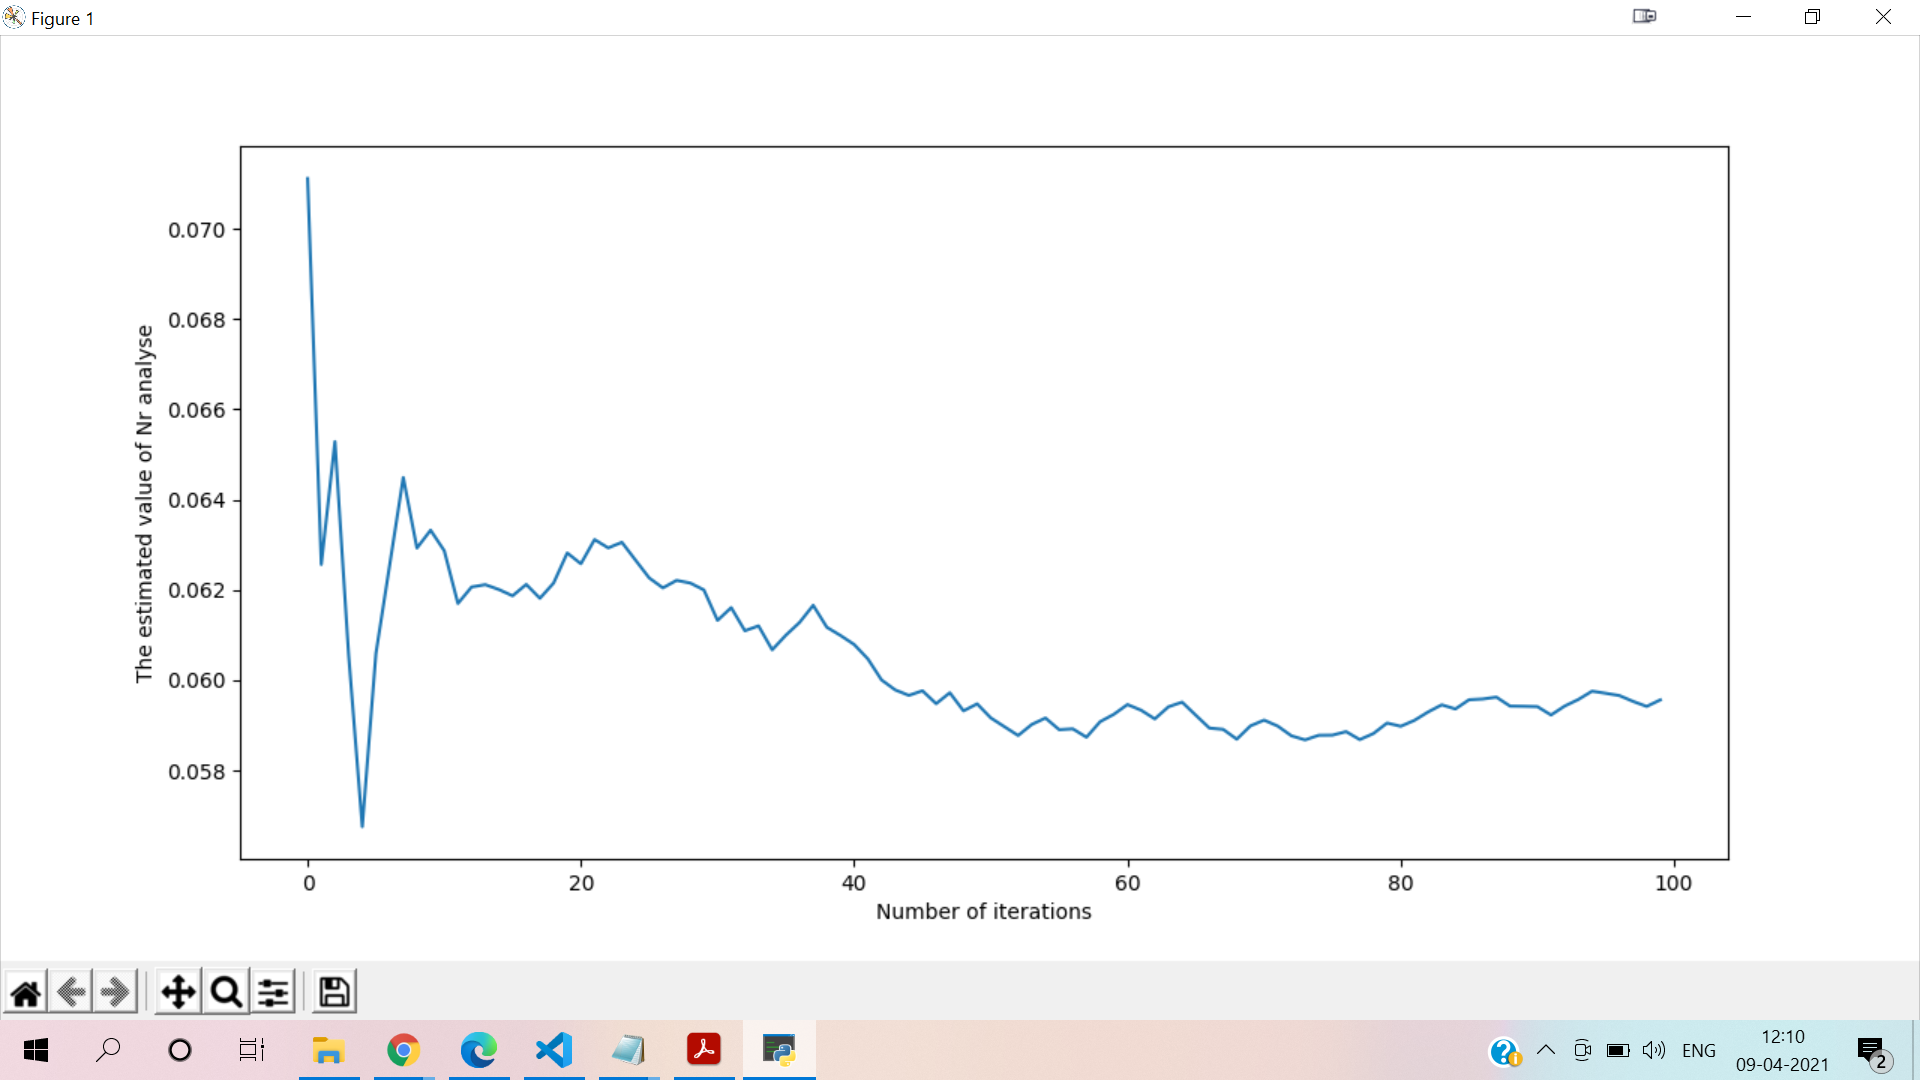 Figure 1
The estimated value of Nr analyse
0.070
0.068
0.066
0.064
0.062
0.060
0.058
0 20 40 60 80 100
Number of iterations
ENG
12:10
09-04-2021
2